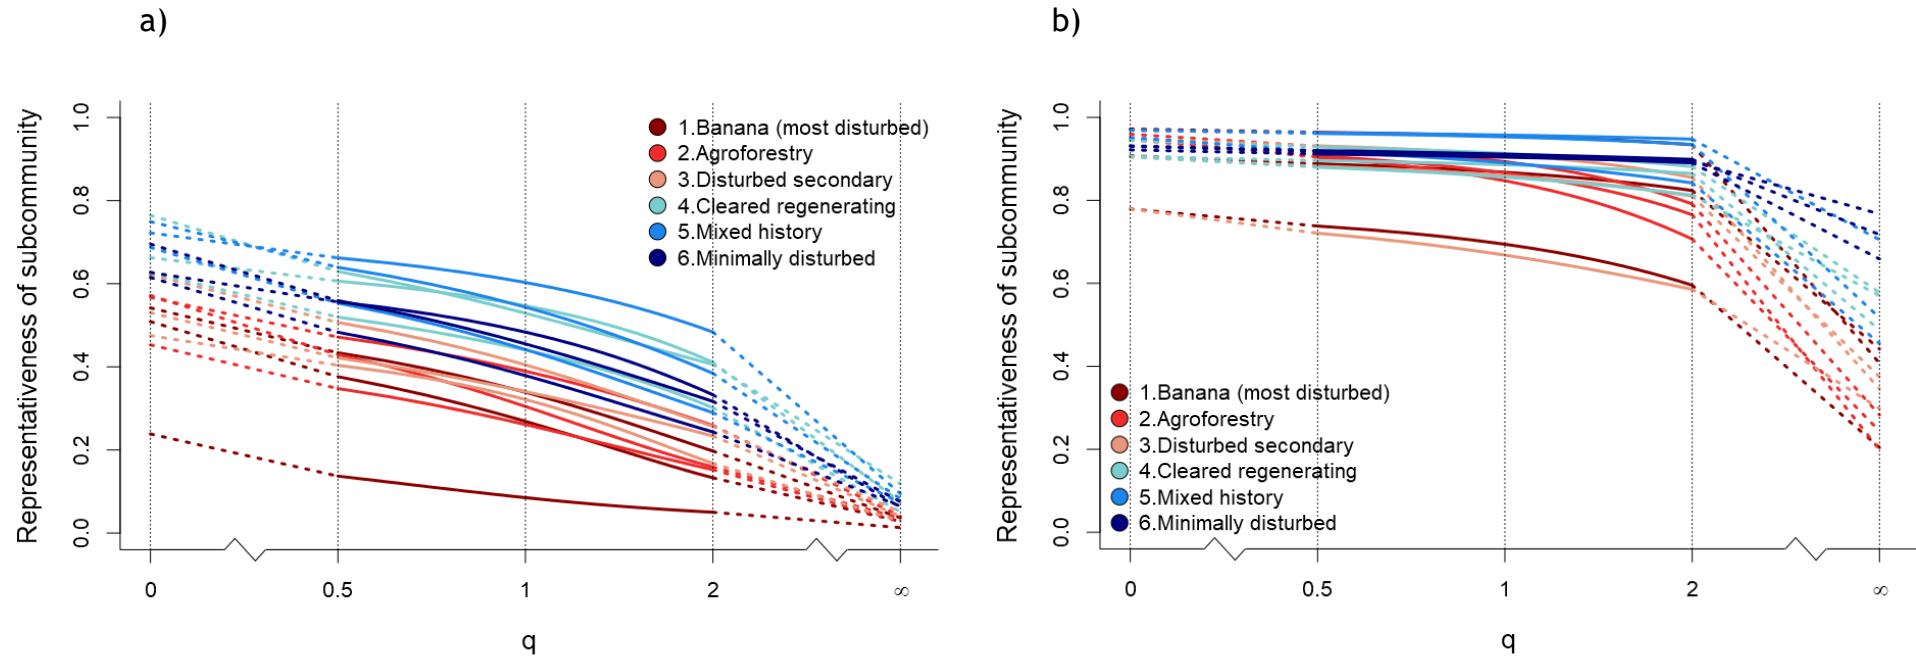 a)
Representativeness of subcommunity
1.0
0.8
0.6
0.4
0.2
0.0
1.Banana (most disturbed)
2.Agroforestry
3.Disturbed secondary
4.Cleared regenerating
5.Mixed history
6.Minimally disturbed
0 0.5 1 2 ∞
q
b)
Representativeness of subcommunity
1.0
0.8
0.6
0.4
0.2
0.0
1.Banana (most disturbed)
2.Agroforestry
3.Disturbed secondary
4.Cleared regenerating
5.Mixed history
6.Minimally disturbed
0 0.5 1 2 ∞
q